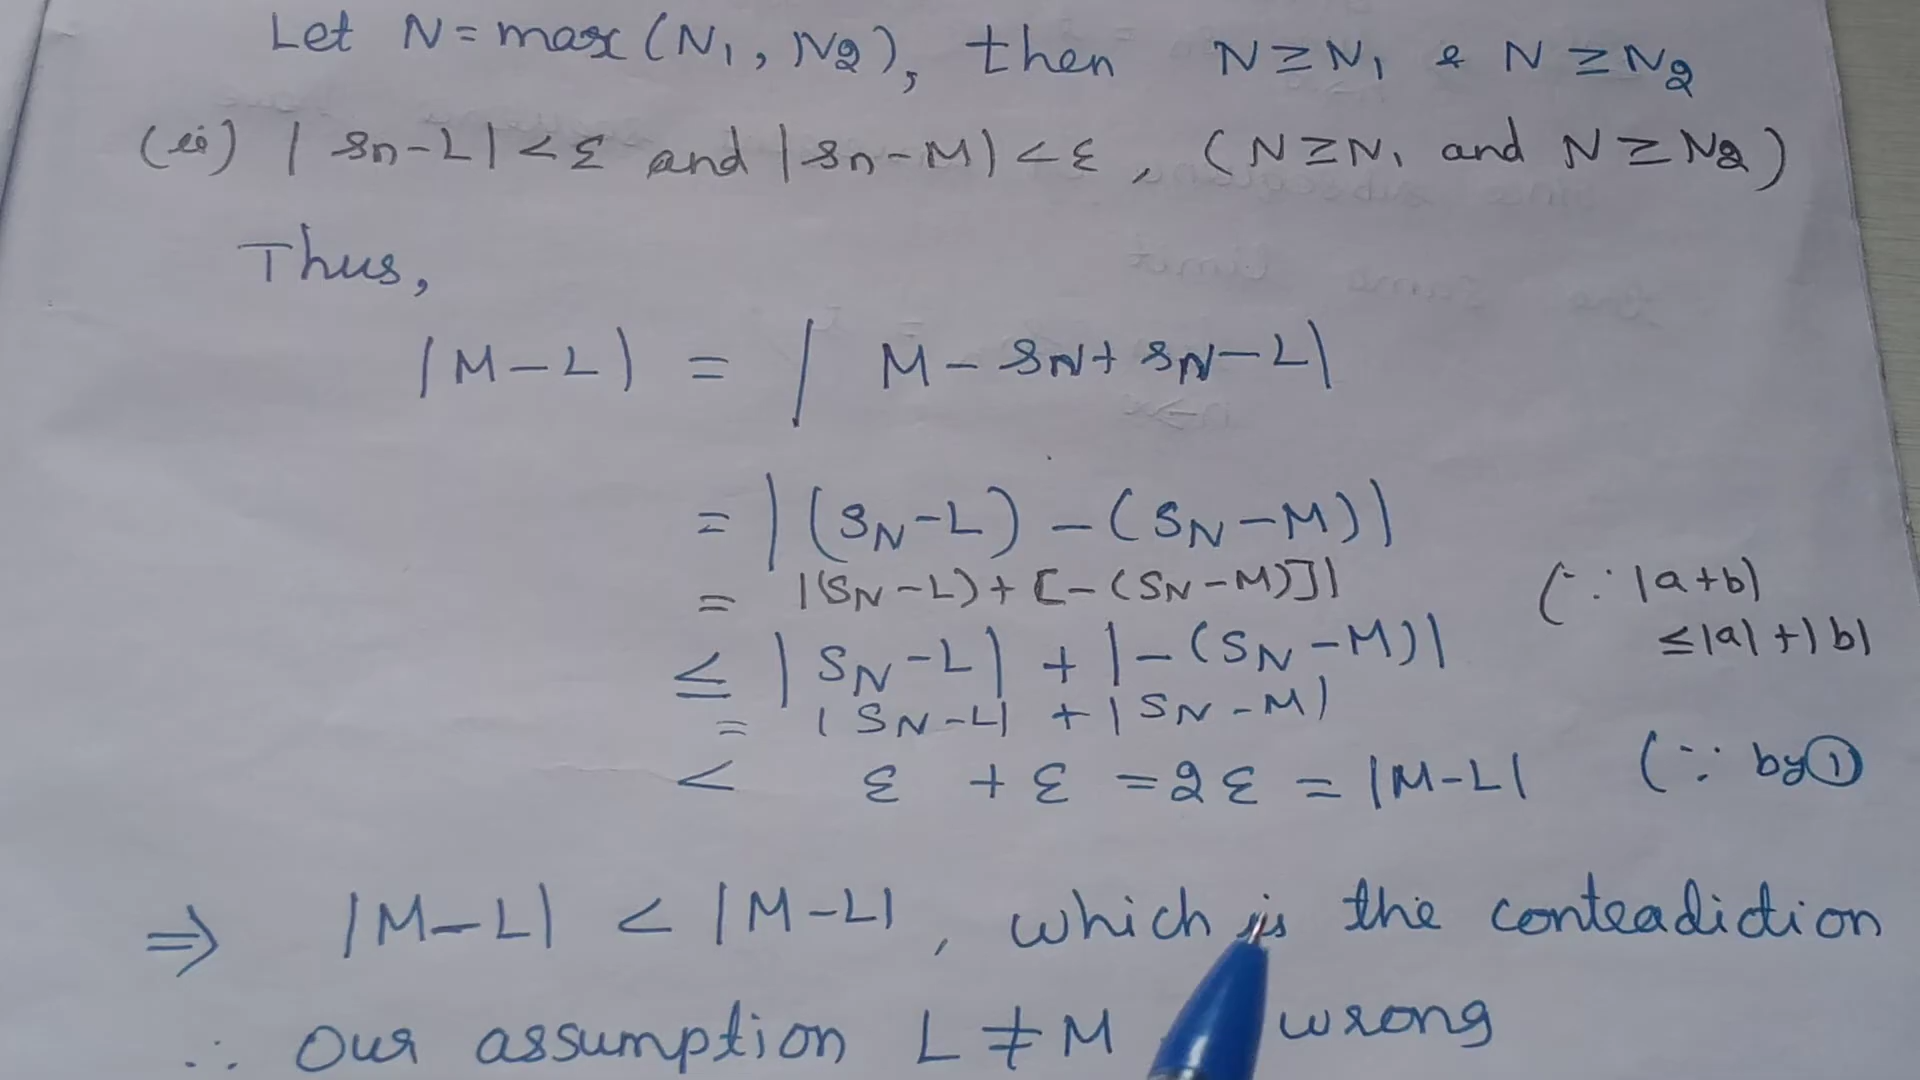 Let N = max (N₁, N₂), then N ≥ N₁ & N ≥ N₂
(ii) | sn - L | < ε and | sn - M | < ε, (N ≥ N₁ and N ≥ N₂)
Thus,
|M - L| = | M - sN + sN - L |
= | (sN - L) - (sN - M) |
= |(SN - L) + [-(SN - M)]| (∵ |a+b|
≤ | SN - L | + | -(SN - M) | ≤ |a| + |b|
= | SN - L | + | SN - M |
< ε + ε = 2ε = |M - L| (∵ by ①
⇒ |M - L| < |M - L|, which is the contradiction
∴ Our assumption L ≠ M wrong